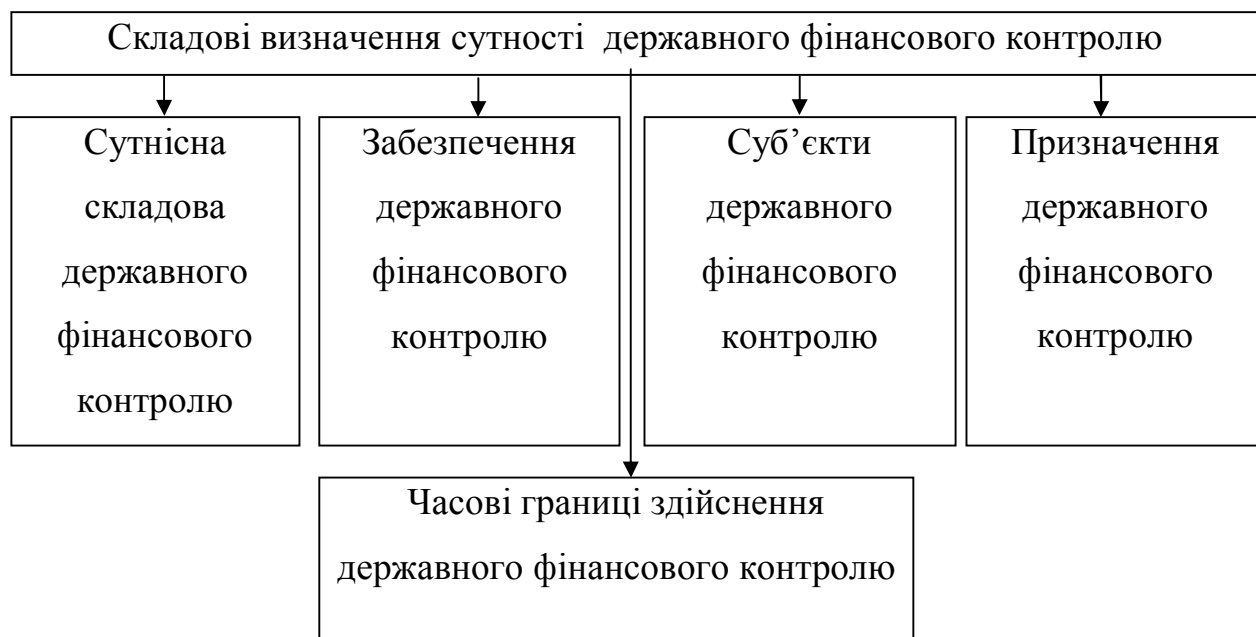 Складові визначення сутності державного фінансового контролю
Сутнісна
складова
державного
фінансового
контролю
Забезпечення
державного
фінансового
контролю
Суб’єкти
державного
фінансового
контролю
Призначення
державного
фінансового
контролю
Часові границі здійснення
державного фінансового контролю